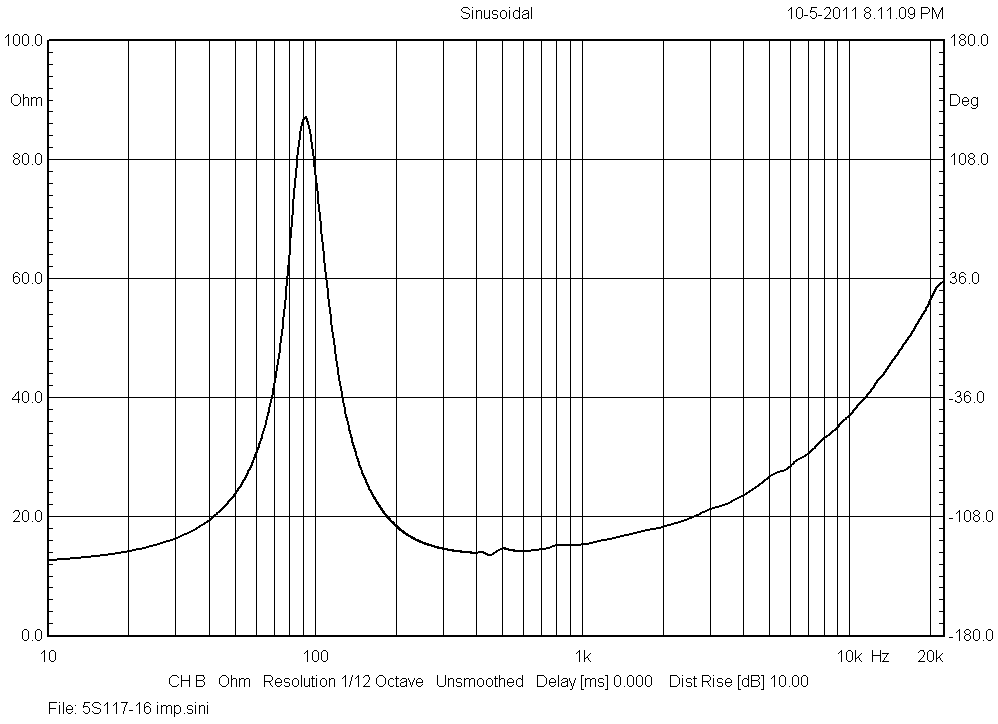 Sinusoidal 10-5-2011 8.11.09 PM
100.0 180.0
Ohm Deg
80.0 108.0
60.0 36.0
40.0 -36.0
20.0 -108.0
0.0 -180.0
10 100 1k 10k Hz 20k
CH B Ohm Resolution 1/12 Octave Unsmoothed Delay [ms] 0.000 Dist Rise [dB] 10.00
File: 5S117-16 imp.sini